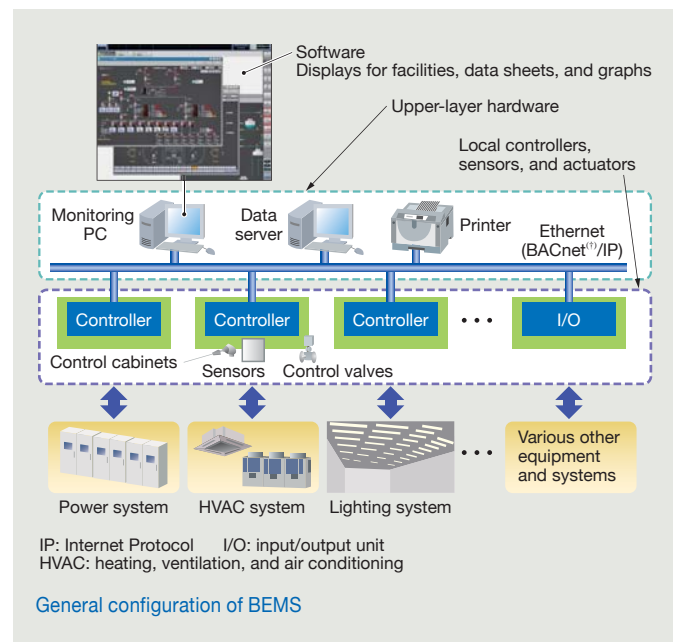 Software
Displays for facilities, data sheets, and graphs
Upper-layer hardware
Local controllers,
sensors, and actuators
Monitoring
PC
Data
server
Printer
Ethernet
(BACnet(†)/IP)
Controller
Controller
Controller
• • •
I/O
Control cabinets
Sensors
Control valves
Power system
HVAC system
Lighting system
• • •
Various other
equipment
and systems
IP: Internet Protocol I/O: input/output unit
HVAC: heating, ventilation, and air conditioning
General configuration of BEMS